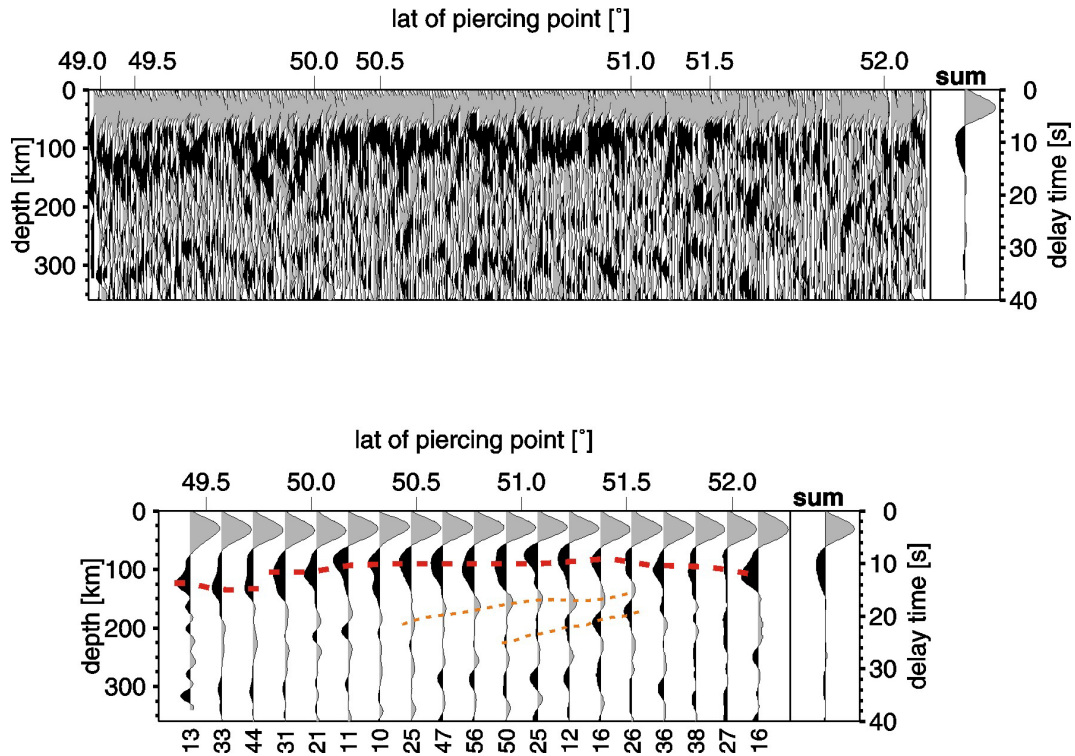 lat of piercing point [°]
49.0 49.5 50.0 50.5 51.0 51.5 52.0
sum
0 100 200 300
depth [km]
0 10 20 30 40
delay time [s]
lat of piercing point [°]
49.5 50.0 50.5 51.0 51.5 52.0
sum
0 100 200 300
depth [km]
0 10 20 30 40
delay time [s]
13 33 44 31 21 11 10 25 47 56 50 25 12 16 26 36 38 27 16